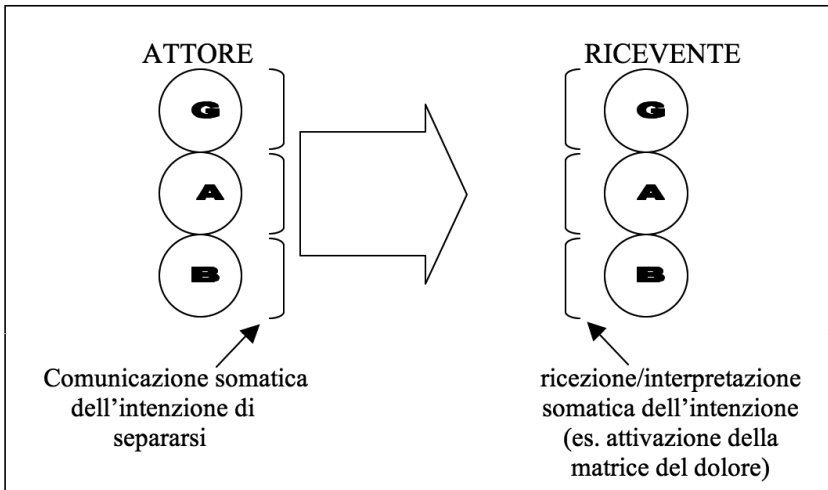 ATTORE
RICEVENTE
G
G
A
A
B
B
Comunicazione somatica
dell’intenzione di
separarsi
ricezione/interpretazione
somatica dell’intenzione
(es. attivazione della
matrice del dolore)